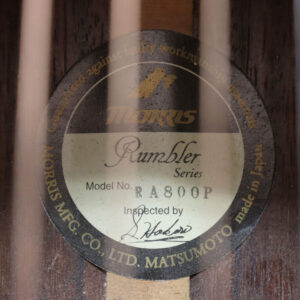 Guaranteed against faulty workmanship
MORRIS
Rumbler
Series
Model No. RA800P
Inspected by
MORRIS MFG. CO., LTD. MATSUMOTO made in Japan